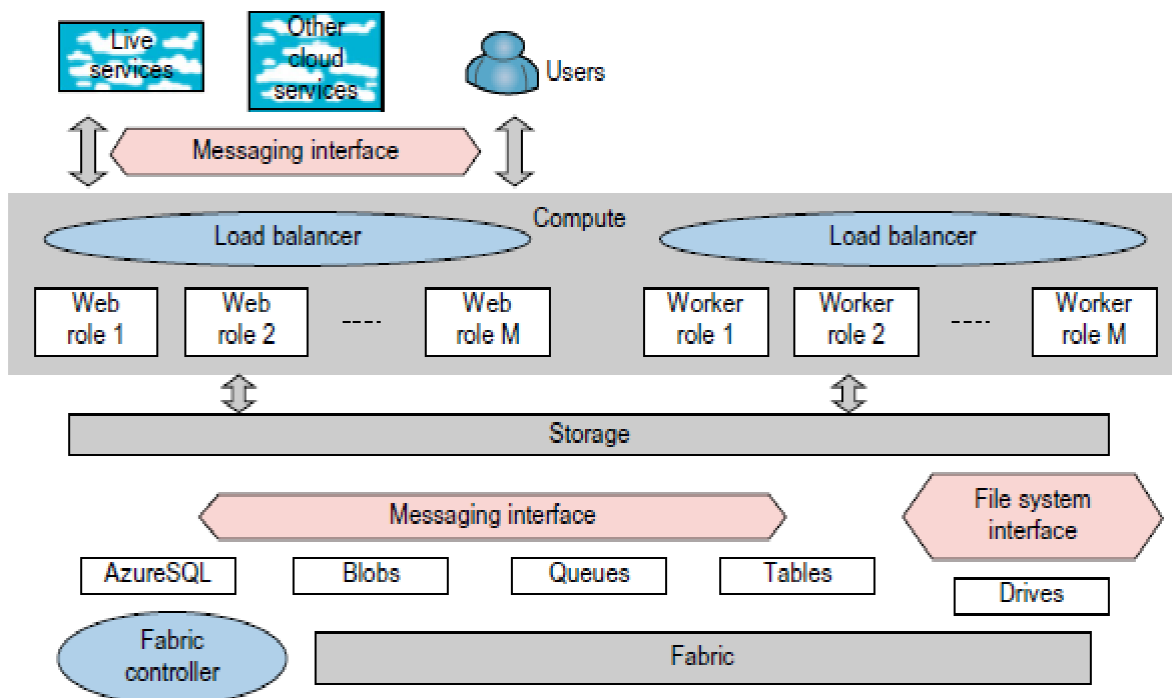 Live
services
Other
cloud
services
Users
Messaging interface
Compute
Load balancer
Load balancer
Web
role 1
Web
role 2
----
Web
role M
Worker
role 1
Worker
role 2
----
Worker
role M
Storage
Messaging interface
File system
interface
AzureSQL
Blobs
Queues
Tables
Drives
Fabric
controller
Fabric